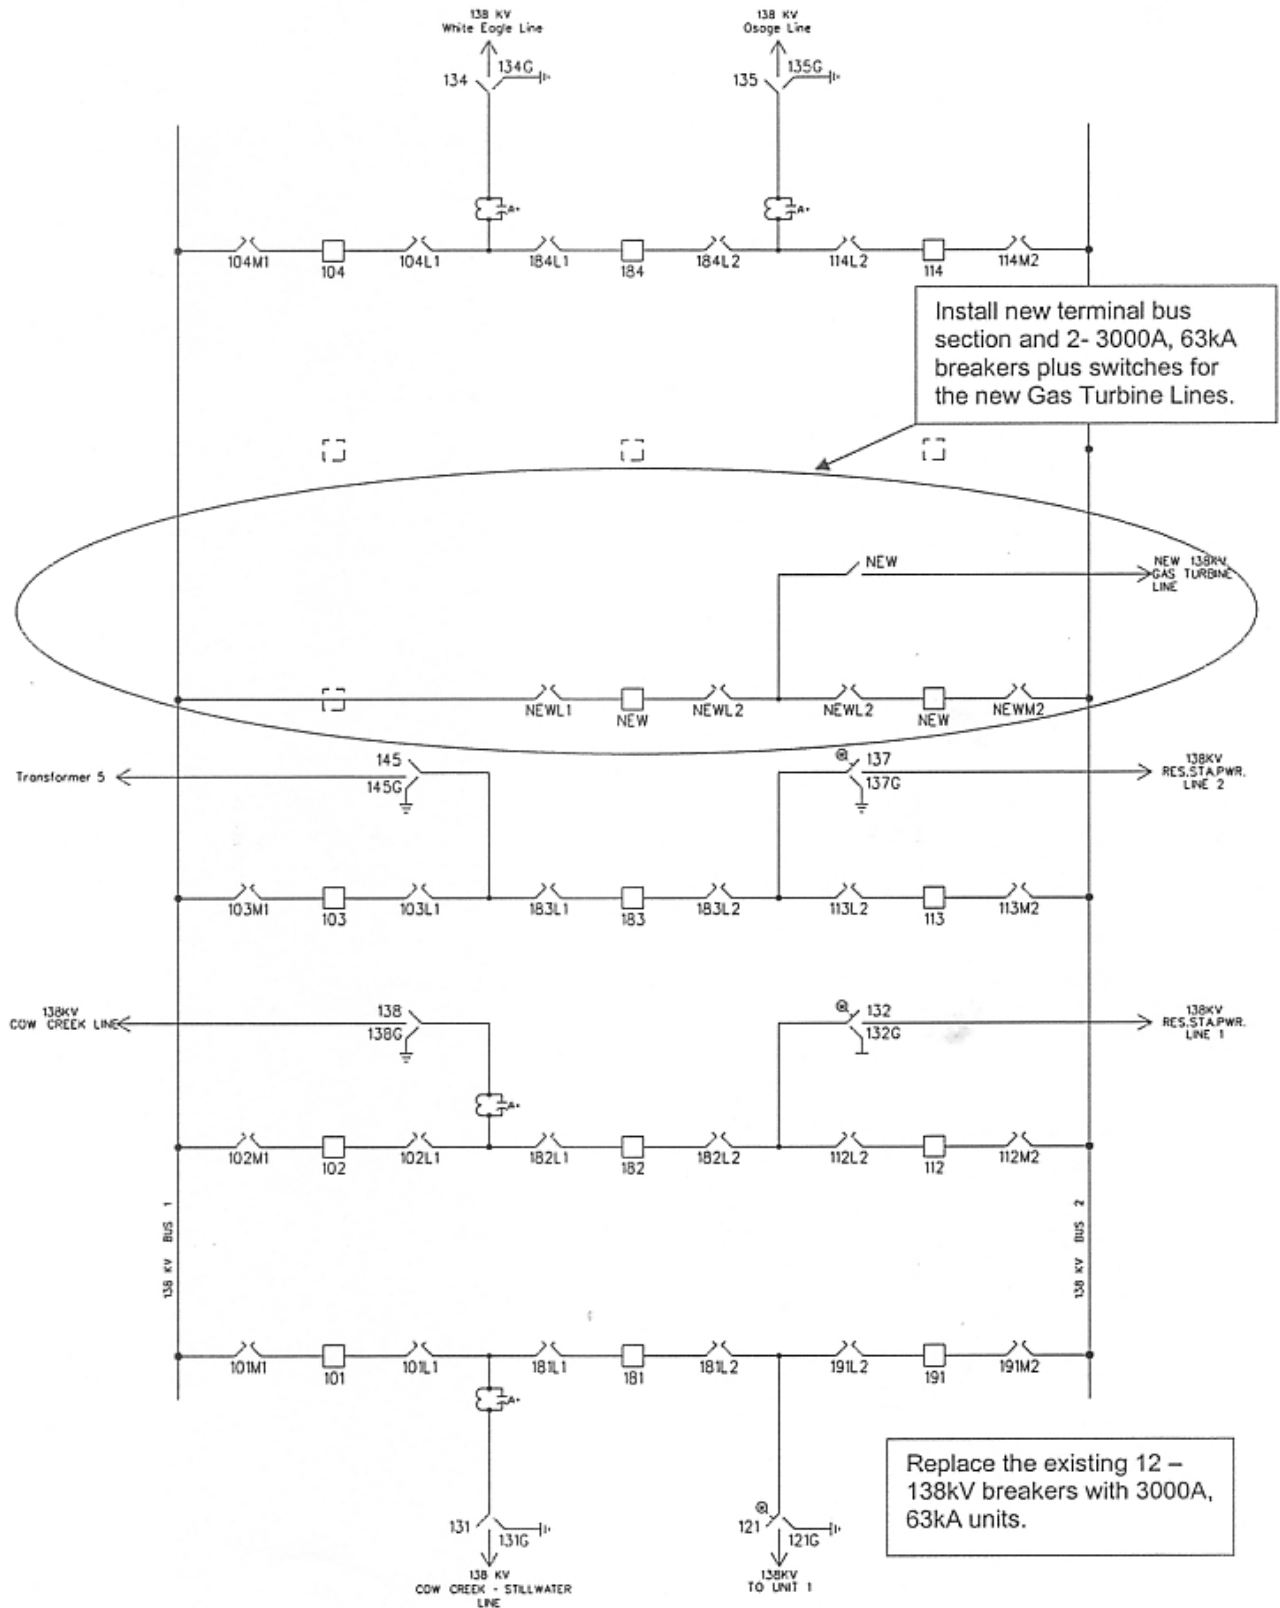 138 KV
White Eagle Line
138 KV
Osage Line
134
134G
135
135G
A+
A+
104M1
104
104L1
184L1
184
184L2
114L2
114
114M2
Install new terminal bus
section and 2- 3000A, 63kA
breakers plus switches for
the new Gas Turbine Lines.
NEW
NEW 138KV
GAS TURBINE
LINE
NEWL1
NEW
NEWL2
NEWL2
NEW
NEWM2
Transformer 5
145
145G
137
137G
138KV
RES.STA.PWR.
LINE 2
103M1
103
103L1
183L1
183
183L2
113L2
113
113M2
138KV
COW CREEK LINE
138
138G
132
132G
138KV
RES.STA.PWR.
LINE 1
A+
102M1
102
102L1
182L1
182
182L2
112L2
112
112M2
138 KV BUS 1
138 KV BUS 2
101M1
101
101L1
181L1
181
181L2
191L2
191
191M2
A+
Replace the existing 12 –
138kV breakers with 3000A,
63kA units.
131
131G
121
121G
138 KV
COW CREEK - STILLWATER
LINE
138KV
TO UNIT 1